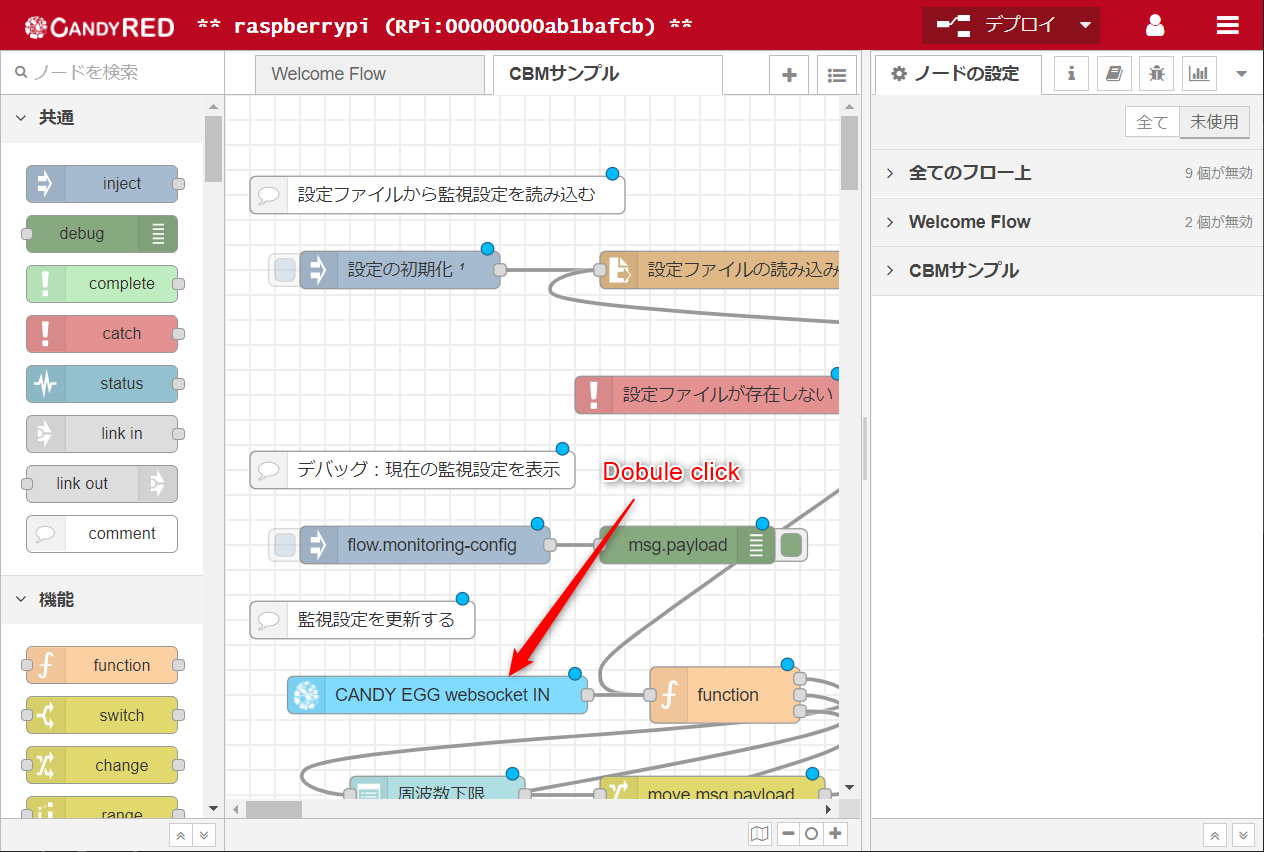 CANDYRED ** raspberrypi (RPi:00000000ab1bafcb) ** デプロイ
ノードを検索
共通
inject
debug
complete
catch
status
link in
link out
comment
機能
function
switch
change
range
Welcome Flow
CBMサンプル
設定ファイルから監視設定を読み込む
設定の初期化 ¹
設定ファイルの読み込み
設定ファイルが存在しない
デバッグ：現在の監視設定を表示
Dobule click
flow.monitoring-config
msg.payload
監視設定を更新する
CANDY EGG websocket IN
function
周波数下限
move msg.payload
ノードの設定
全て
未使用
全てのフロー上 9 個が無効
Welcome Flow 2 個が無効
CBMサンプル